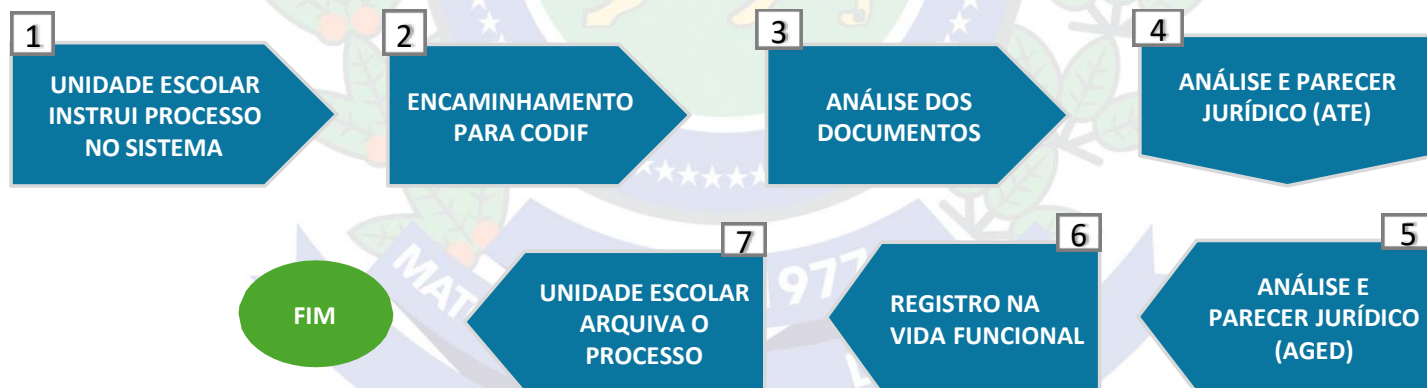 1
UNIDADE ESCOLAR
INSTRUI PROCESSO
NO SISTEMA
2
ENCAMINHAMENTO
PARA CODIF
3
ANÁLISE DOS
DOCUMENTOS
4
ANÁLISE E PARECER
JURÍDICO (ATE)
5
ANÁLISE E
PARECER JURÍDICO
(AGED)
6
REGISTRO NA
VIDA FUNCIONAL
7
UNIDADE ESCOLAR
ARQUIVA O
PROCESSO
FIM